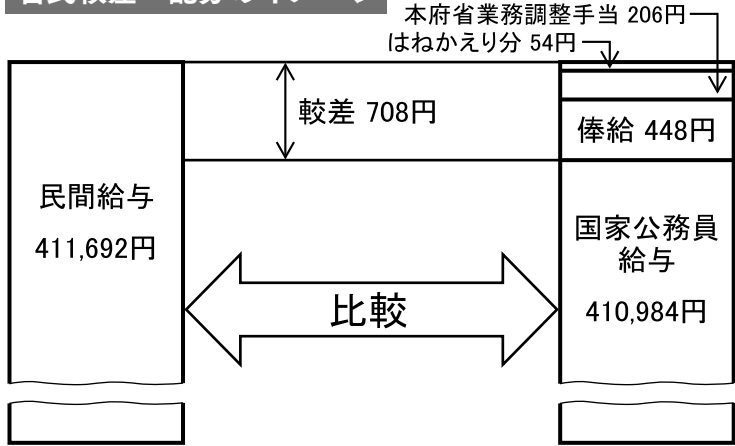 本府省業務調整手当 206円
はねかえり分 54円
較差 708円
俸給 448円
民間給与
411,692円
国家公務員
給与
410,984円
比較